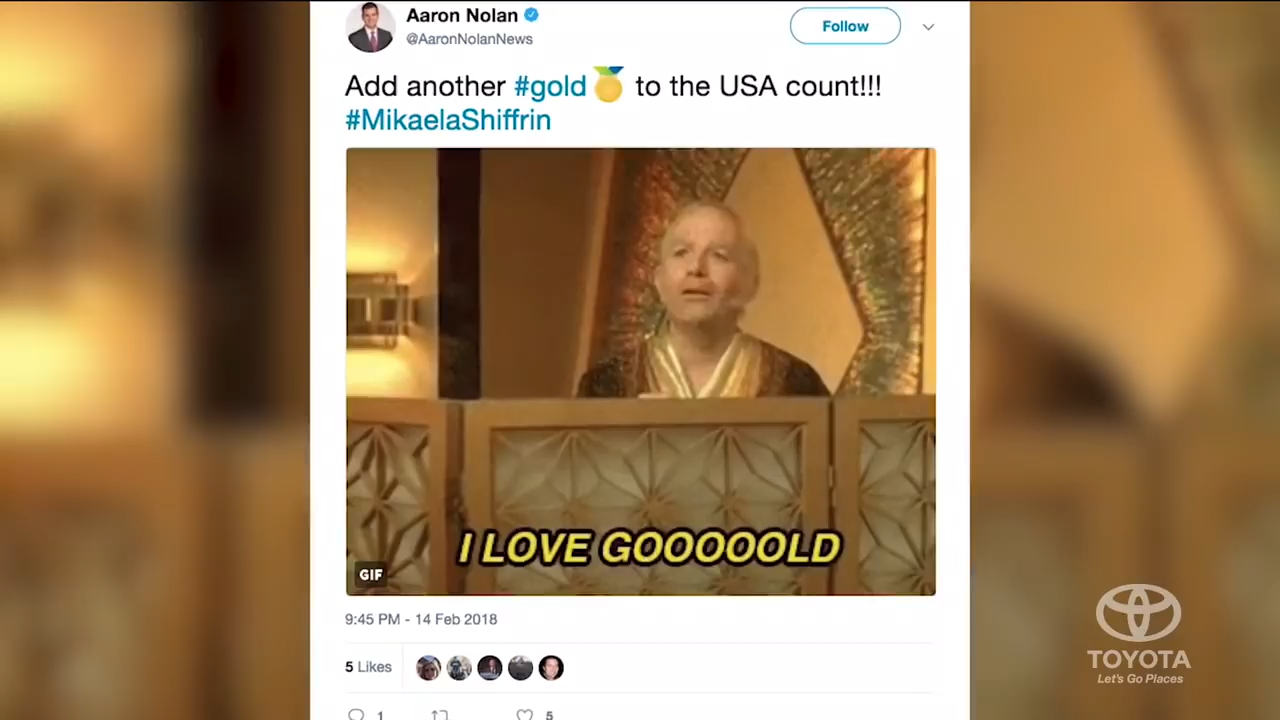 Aaron Nolan
@AaronNolanNews
Follow
Add another #gold🏅 to the USA count!!!
#MikaelaShiffrin
I LOVE GOOOOOLD
GIF
9:45 PM - 14 Feb 2018
5 Likes
1
5
TOYOTA
Let's Go Places